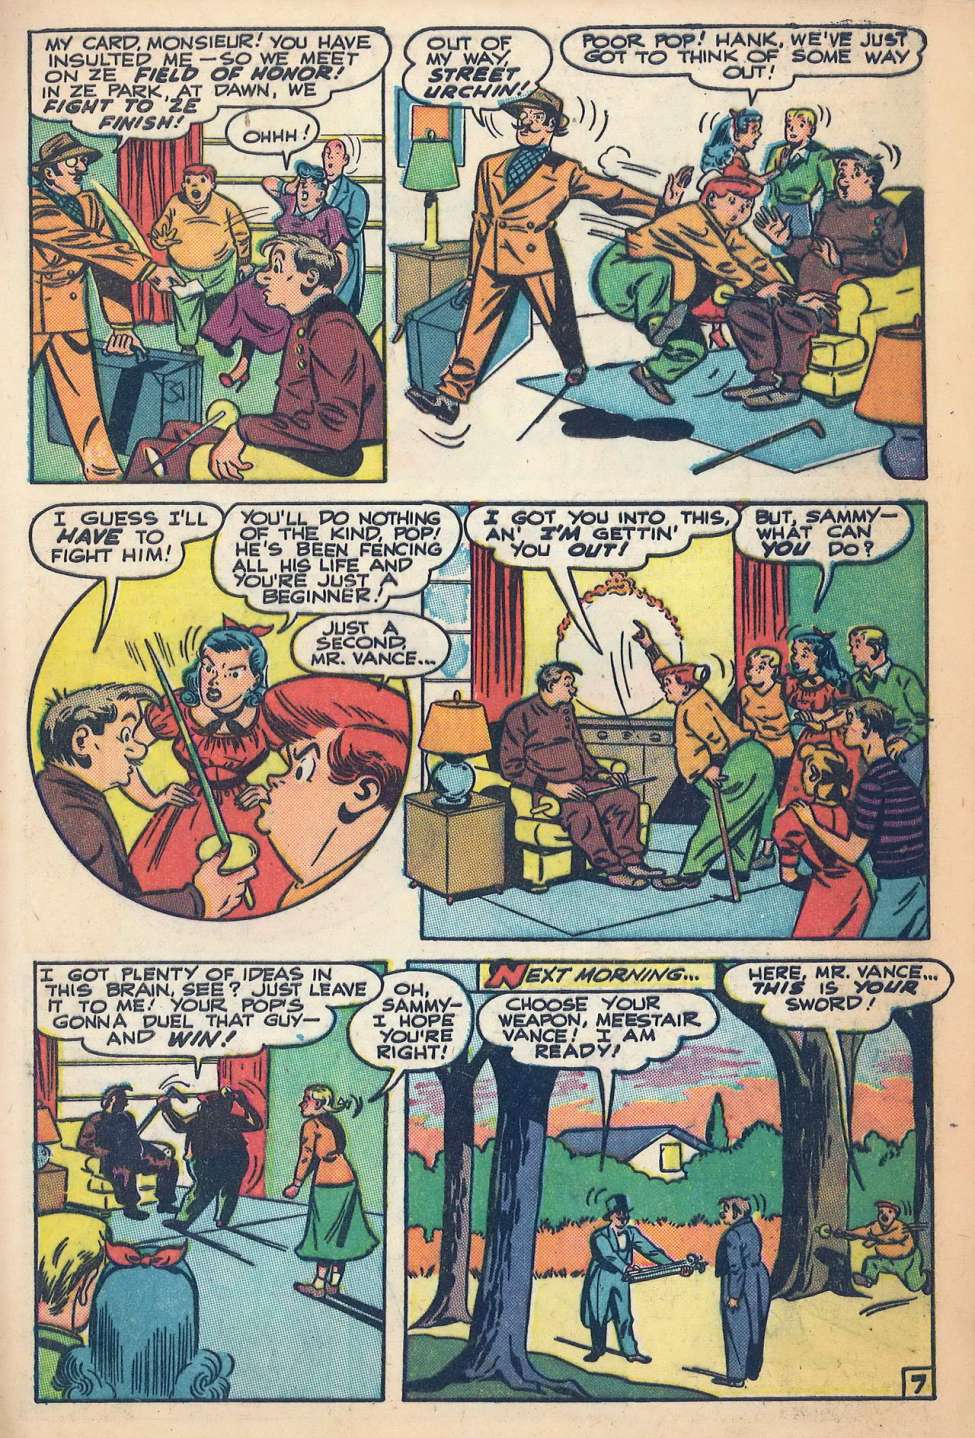 MY CARD, MONSIEUR! YOU HAVE
INSULTED ME — SO WE MEET
ON ZE FIELD OF HONOR!
IN ZE PARK, AT DAWN, WE
FIGHT TO ZE
FINISH!
OHHH!
OUT OF
MY WAY,
STREET
URCHIN!
POOR POP! HANK, WE'VE JUST
GOT TO THINK OF SOME WAY
OUT!
I GUESS I'LL
HAVE TO
FIGHT HIM!
YOU'LL DO NOTHING
OF THE KIND, POP!
HE'S BEEN FENCING
ALL HIS LIFE AND
YOU'RE JUST A
BEGINNER!
JUST A
SECOND,
MR. VANCE...
I GOT YOU INTO THIS,
AN' I'M GETTIN'
YOU OUT!
BUT, SAMMY—
WHAT CAN
YOU DO?
I GOT PLENTY OF IDEAS IN
THIS BRAIN, SEE? JUST LEAVE
IT TO ME! YOUR POP'S
GONNA DUEL THAT GUY—
AND WIN!
OH,
SAMMY—
I HOPE
YOU'RE
RIGHT!
NEXT MORNING...
CHOOSE YOUR
WEAPON, MEESTAIR
VANCE! I AM
READY!
HERE, MR. VANCE...
THIS IS YOUR
SWORD!
7